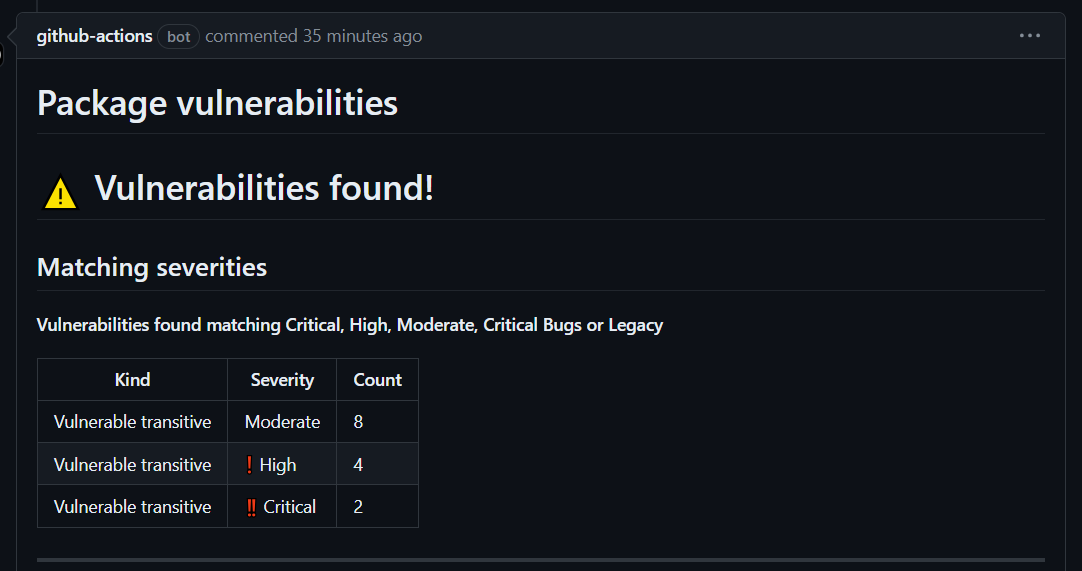 github-actions bot commented 35 minutes ago
Package vulnerabilities
⚠ Vulnerabilities found!
Matching severities
Vulnerabilities found matching Critical, High, Moderate, Critical Bugs or Legacy
Kind Severity Count
Vulnerable transitive Moderate 8
Vulnerable transitive ❗ High 4
Vulnerable transitive ‼ Critical 2